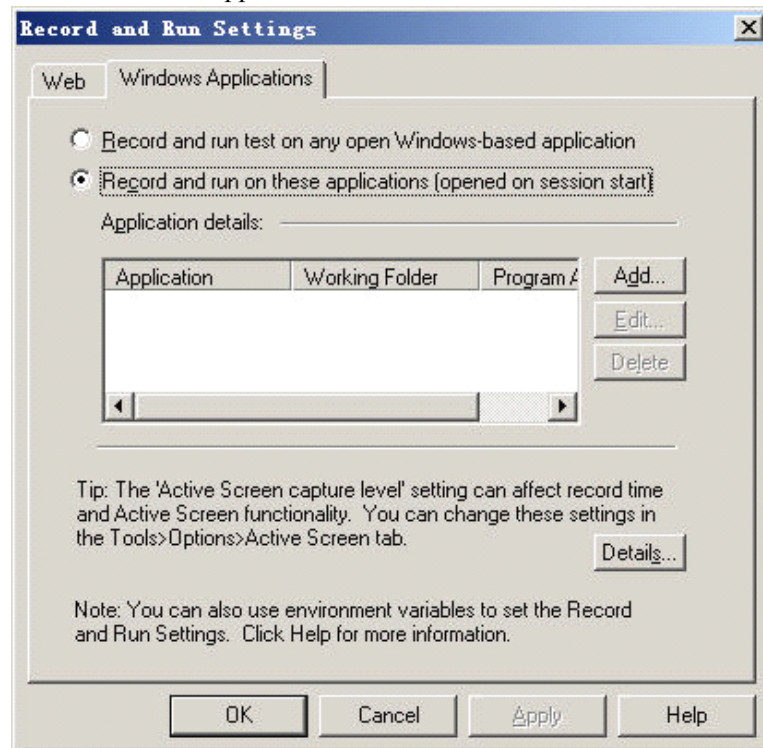 Record and Run Settings
Web
Windows Applications
Record and run test on any open Windows-based application
Record and run on these applications (opened on session start)
Application details:
Application
Working Folder
Program A
Add...
Edit...
Delete
Tip: The 'Active Screen capture level' setting can affect record time
and Active Screen functionality. You can change these settings in
the Tools>Options>Active Screen tab.
Details...
Note: You can also use environment variables to set the Record
and Run Settings. Click Help for more information.
OK
Cancel
Apply
Help